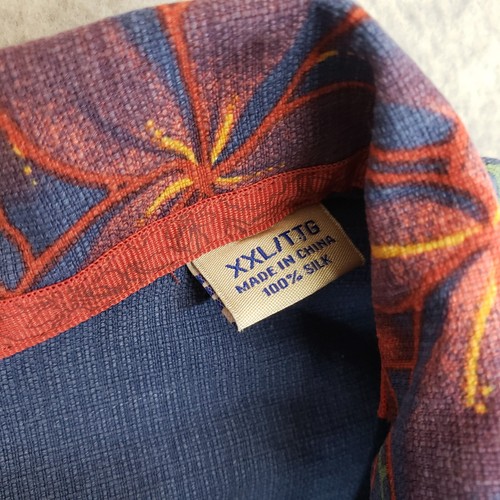 XXL/TTG
MADE IN CHINA
100% SILK